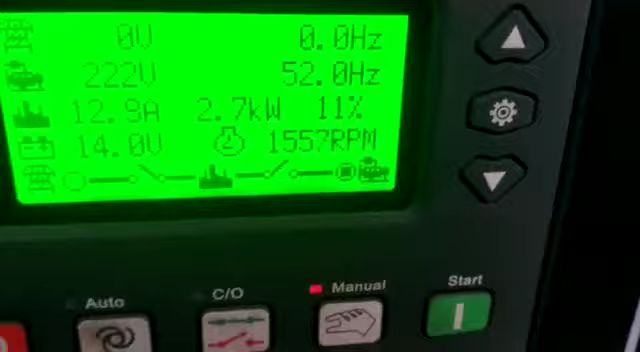 0V 0.0Hz
222V 52.0Hz
12.9A 2.7kW 11%
14.0V 1557RPM
Auto
C/O
Manual
Start